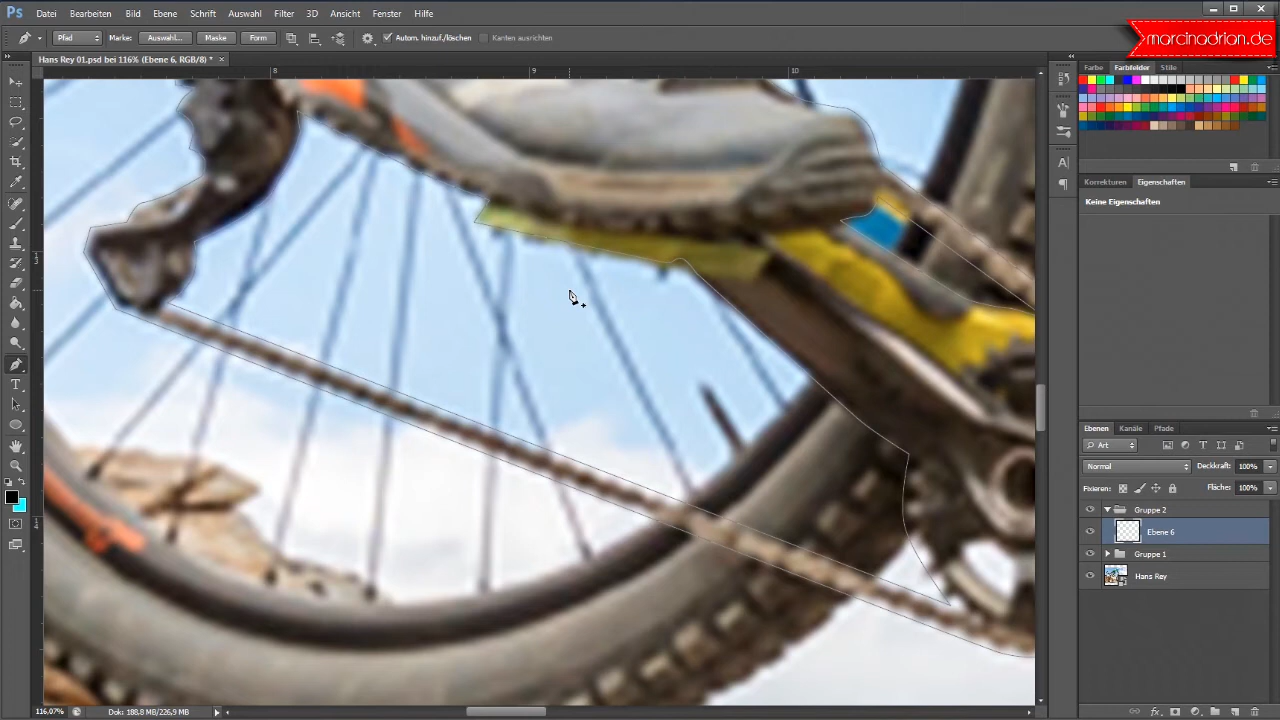 Ps Datei Bearbeiten Bild Ebene Schrift Auswahl Filter 3D Ansicht Fenster Hilfe
marcinadrian.de
Pfad Marke: Auswahl... Maske Form Autom. hinzuf./löschen Kanten ausrichten
Hans Rey 01.psd bei 116% (Ebene 6, RGB/8) * ×
Farbe Farbfelder Stile
8 9 10
Korrekturen Eigenschaften
Keine Eigenschaften
Ebenen Kanäle Pfade
Art
Normal Deckkraft: 100%
Fixieren: Fläche: 100%
Gruppe 2
Ebene 6
Gruppe 1
Hans Rey
116,07% Dok: 188,8 MB/226,9 MB